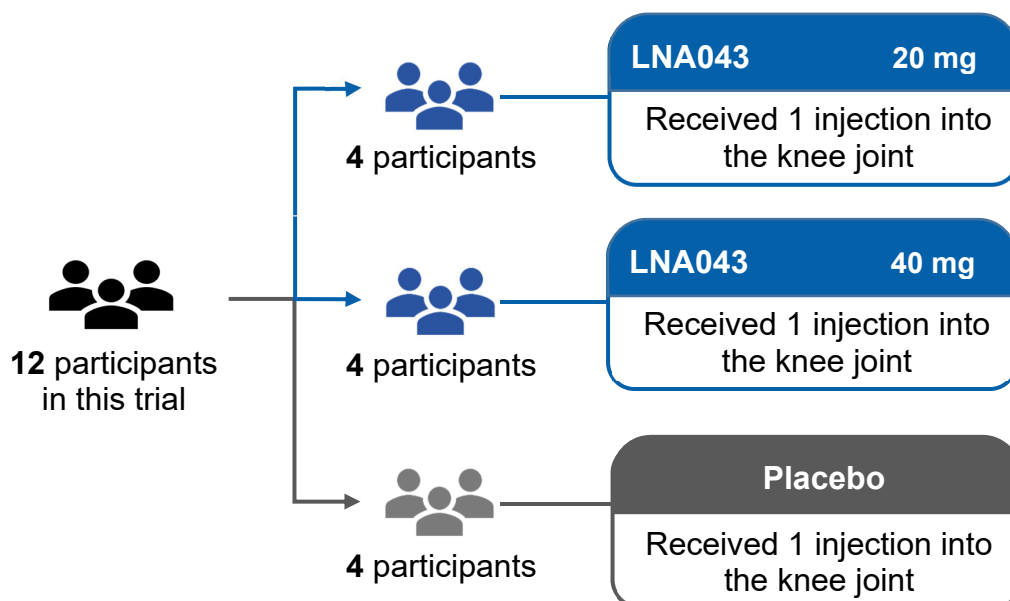 LNA043 20 mg
Received 1 injection into
the knee joint
4 participants
LNA043 40 mg
Received 1 injection into
the knee joint
4 participants
12 participants
in this trial
Placebo
Received 1 injection into
the knee joint
4 participants